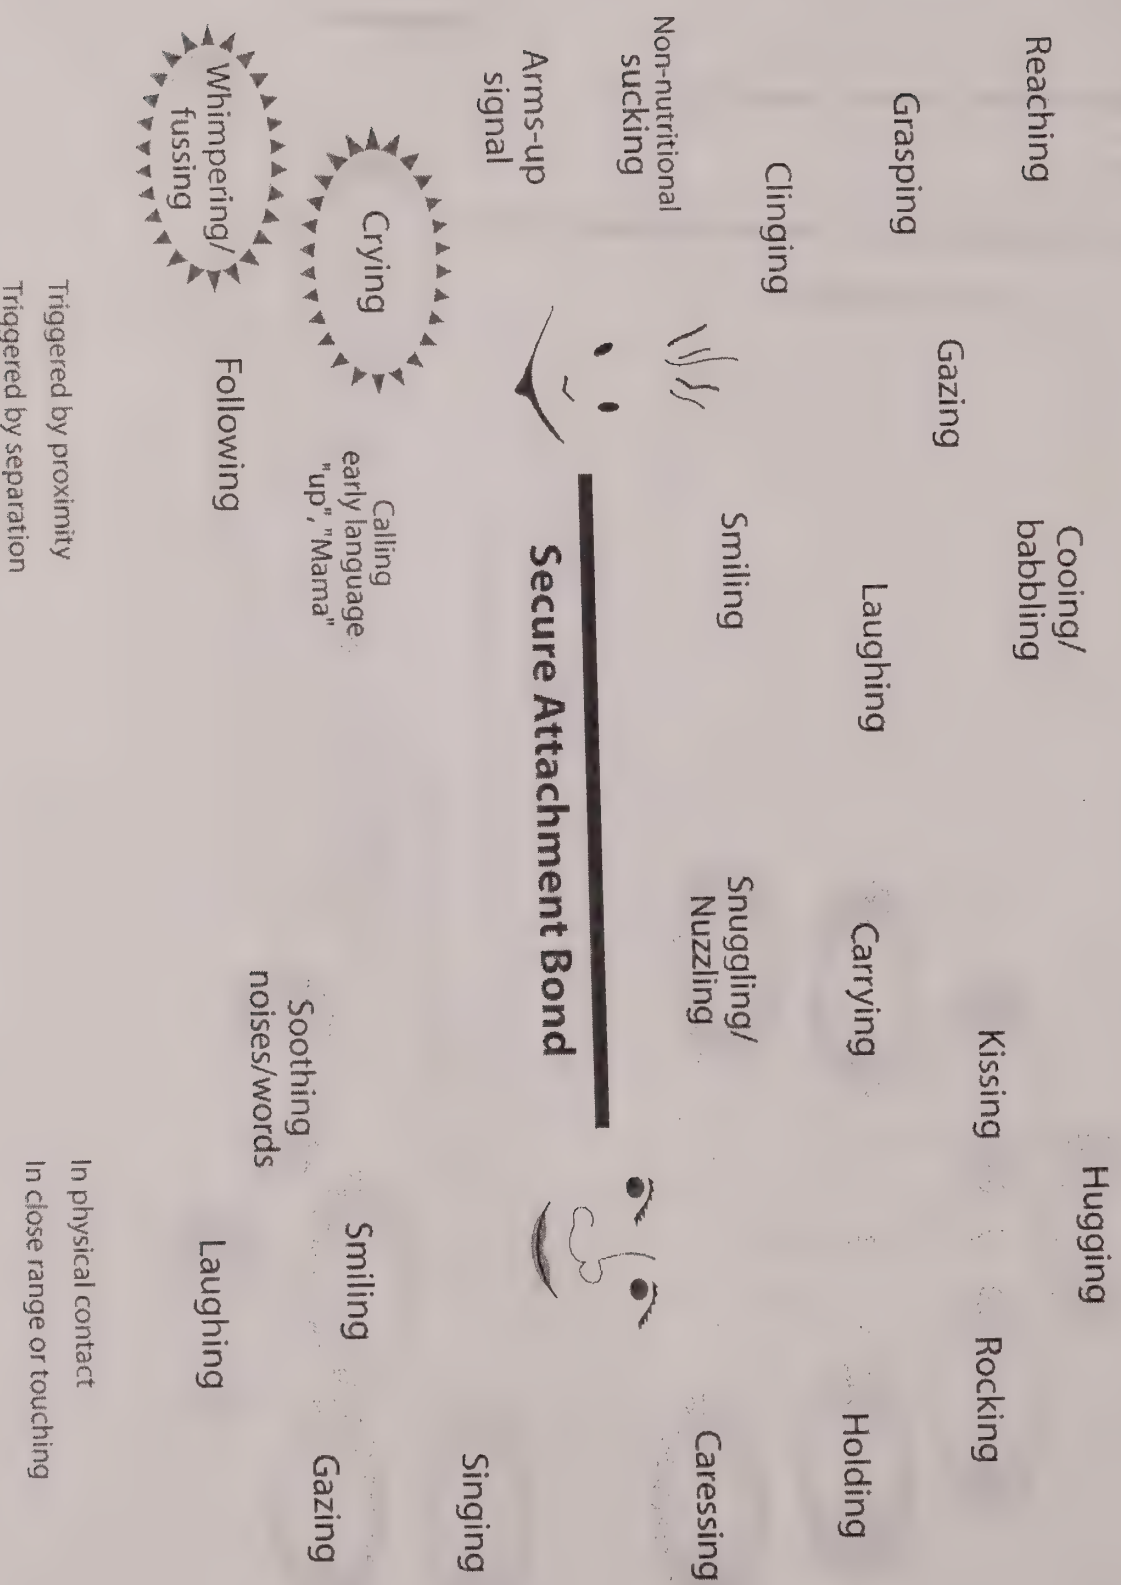 Reaching
Cooing/
babbling
Hugging
Grasping
Gazing
Laughing
Kissing
Rocking
Clinging
Smiling
Carrying
Holding
Non-nutritional
sucking
Snuggling/
Nuzzling
Caressing
Arms-up
signal
Secure Attachment Bond
Singing
Crying
Calling
early language
"up", "Mama"
Soothing
noises/words
Smiling
Gazing
Whimpering/
fussing
Following
Laughing
Triggered by proximity
Triggered by separation
In physical contact
In close range or touching